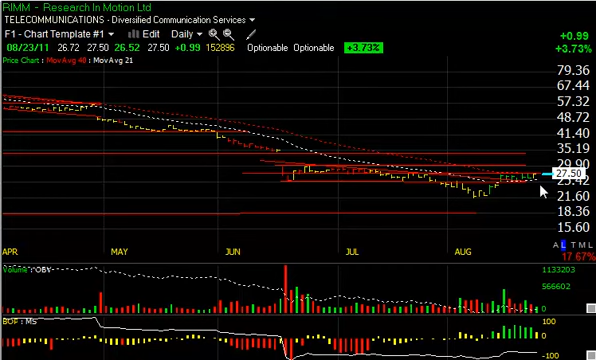 RIMM - Research In Motion Ltd
TELECOMMUNICATIONS - Diversified Communication Services
F1 - Chart Template #1 Edit Daily
+0.99
08/23/11 26.72 27.50 26.52 27.50 +0.99 152896 Optionable Optionable +3.73%
+3.73%
Price Chart : MovAvg 40 : MovAvg 21
79.36
67.44
57.32
48.72
41.40
35.19
29.90
27.50
25.42
21.60
18.36
15.60
A L T M L
APR MAY JUN JUL AUG
17.67%
Volume : OBV
1133203
566602
0
BOP : MS
100
0
-100